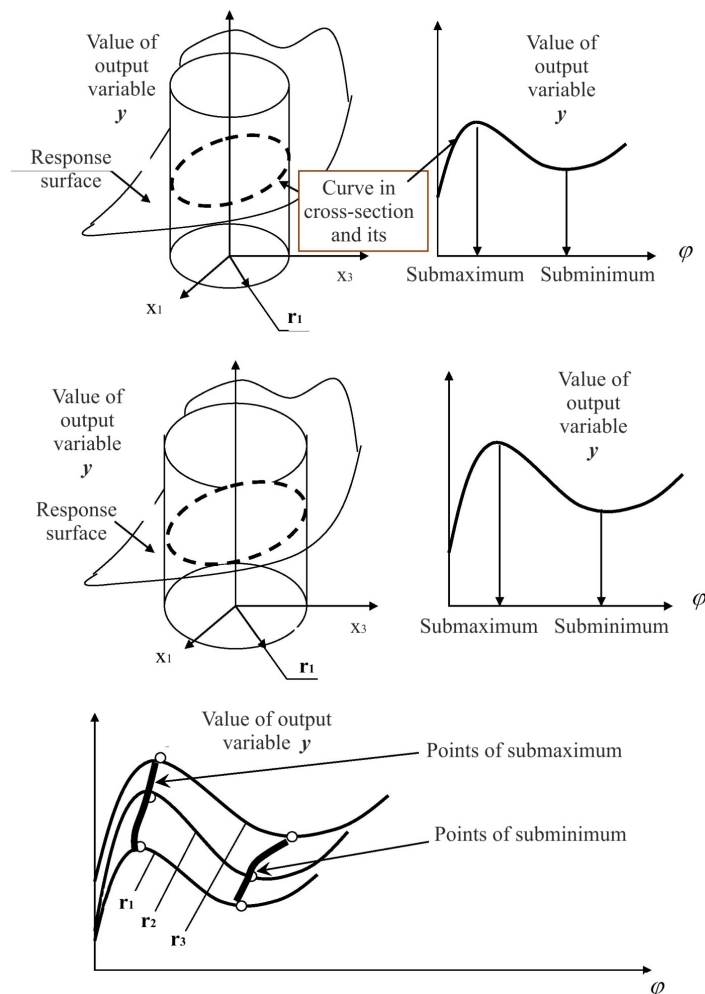 Value of
output
variable
y
Response
surface
Curve in
cross-section
and its
x1
x3
r1
Value of
output
variable
y
φ
Submaximum
Subminimum
Value of
output
variable
y
Response
surface
x1
x3
r1
Value of
output
variable
y
φ
Submaximum
Subminimum
Value of output
variable y
Points of submaximum
Points of subminimum
r1
r2
r3
φ